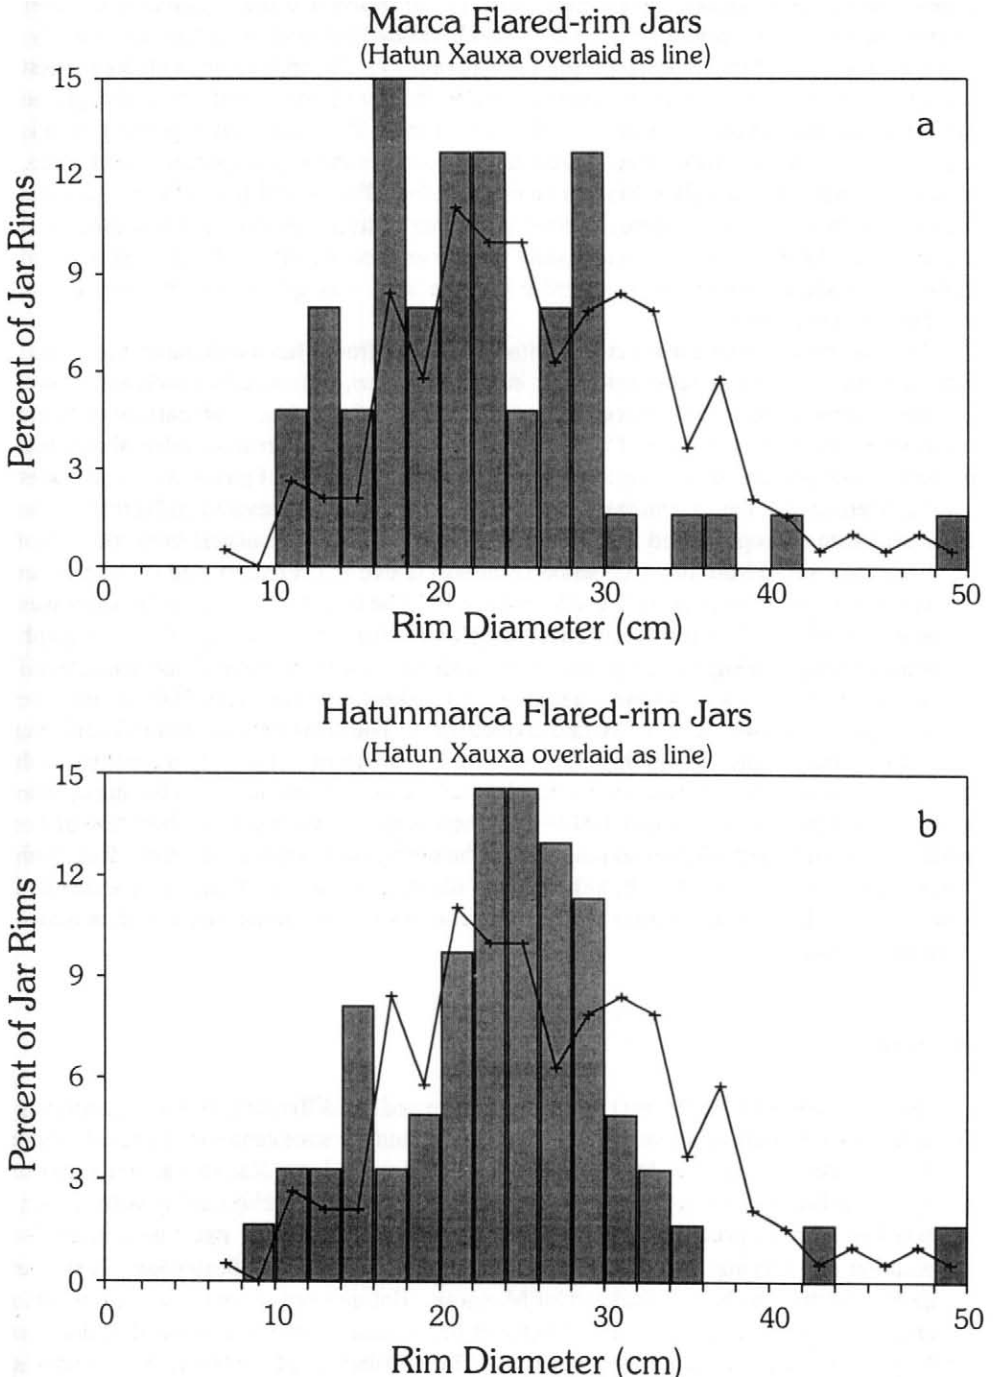 Marca Flared-rim Jars
(Hatun Xauxa overlaid as line)
a
Percent of Jar Rims
15
12
9
6
3
0
0 10 20 30 40 50
Rim Diameter (cm)
Hatunmarca Flared-rim Jars
(Hatun Xauxa overlaid as line)
b
Percent of Jar Rims
15
12
9
6
3
0
0 10 20 30 40 50
Rim Diameter (cm)